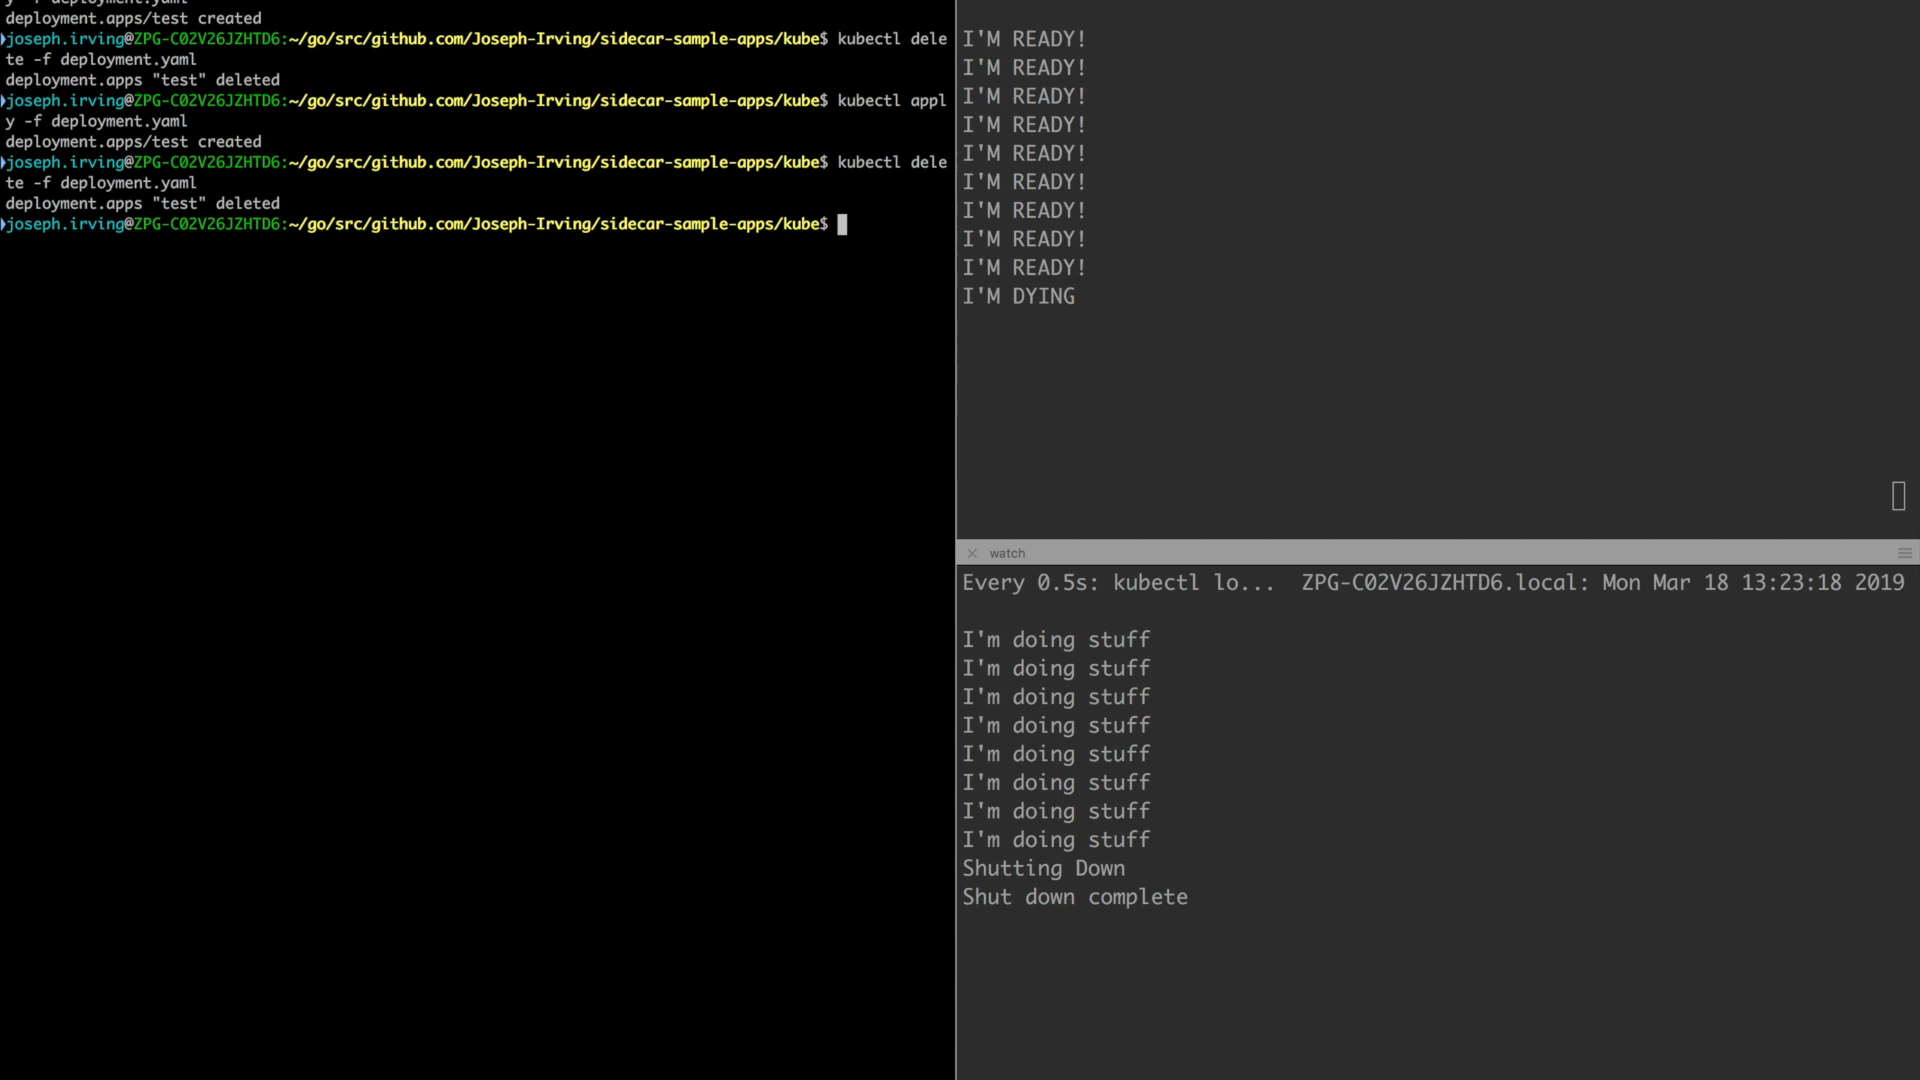 y -f deployment.yaml
deployment.apps/test created
joseph.irving@ZPG-C02V26JZHTD6:~/go/src/github.com/Joseph-Irving/sidecar-sample-apps/kube$ kubectl dele
te -f deployment.yaml
deployment.apps "test" deleted
joseph.irving@ZPG-C02V26JZHTD6:~/go/src/github.com/Joseph-Irving/sidecar-sample-apps/kube$ kubectl appl
y -f deployment.yaml
deployment.apps/test created
joseph.irving@ZPG-C02V26JZHTD6:~/go/src/github.com/Joseph-Irving/sidecar-sample-apps/kube$ kubectl dele
te -f deployment.yaml
deployment.apps "test" deleted
joseph.irving@ZPG-C02V26JZHTD6:~/go/src/github.com/Joseph-Irving/sidecar-sample-apps/kube$
I'M READY!
I'M READY!
I'M READY!
I'M READY!
I'M READY!
I'M READY!
I'M READY!
I'M READY!
I'M READY!
I'M DYING
watch
Every 0.5s: kubectl lo... ZPG-C02V26JZHTD6.local: Mon Mar 18 13:23:18 2019
I'm doing stuff
I'm doing stuff
I'm doing stuff
I'm doing stuff
I'm doing stuff
I'm doing stuff
I'm doing stuff
I'm doing stuff
Shutting Down
Shut down complete